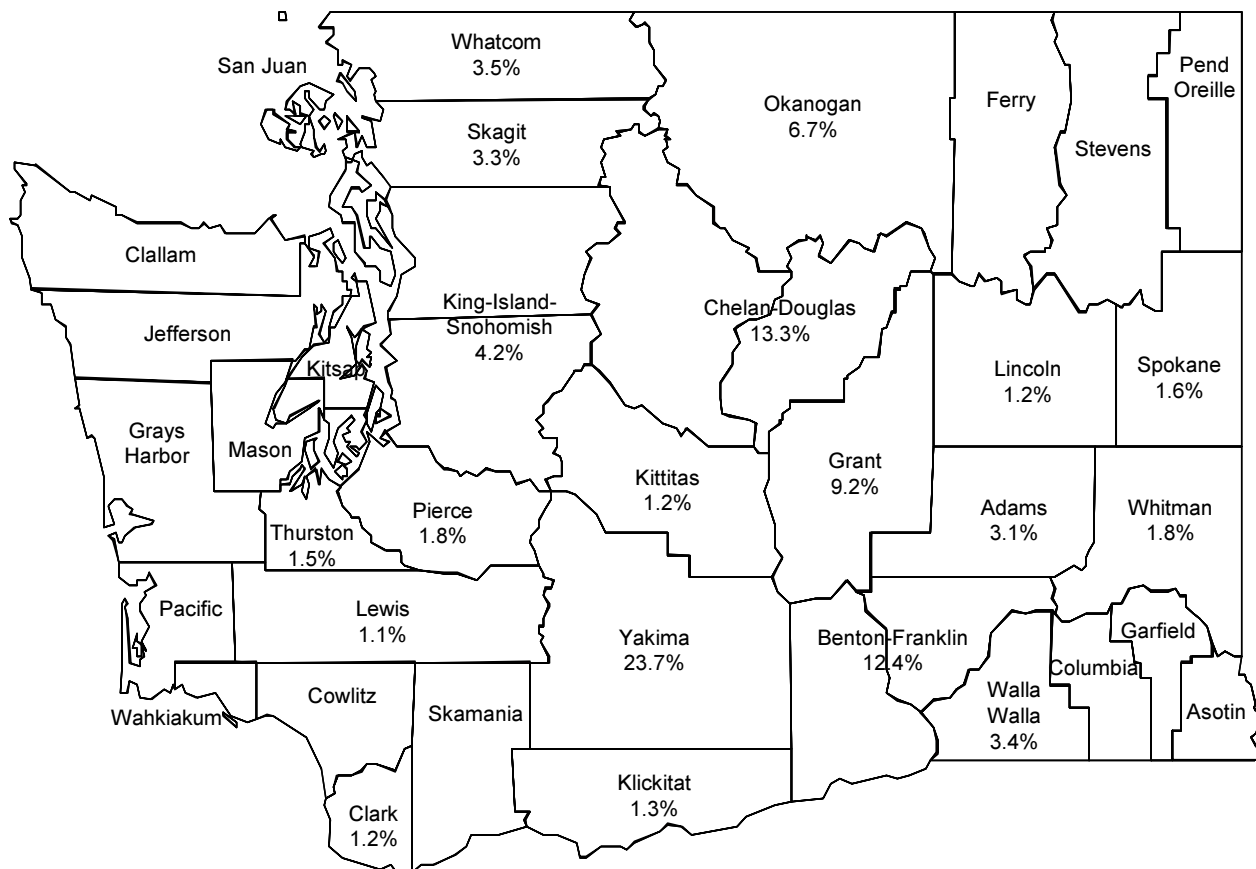 Whatcom
3.5%
San Juan
Pend
Oreille
Okanogan
6.7%
Ferry
Skagit
3.3%
Stevens
Clallam
King-Island-
Snohomish
4.2%
Chelan-Douglas
13.3%
Jefferson
Kitsap
Lincoln
1.2%
Spokane
1.6%
Grays
Harbor
Mason
Kittitas
1.2%
Grant
9.2%
Pierce
1.8%
Adams
3.1%
Whitman
1.8%
Thurston
1.5%
Pacific
Lewis
1.1%
Yakima
23.7%
Benton-Franklin
12.4%
Garfield
Columbia
Cowlitz
Skamania
Walla
Walla
3.4%
Asotin
Wahkiakum
Klickitat
1.3%
Clark
1.2%